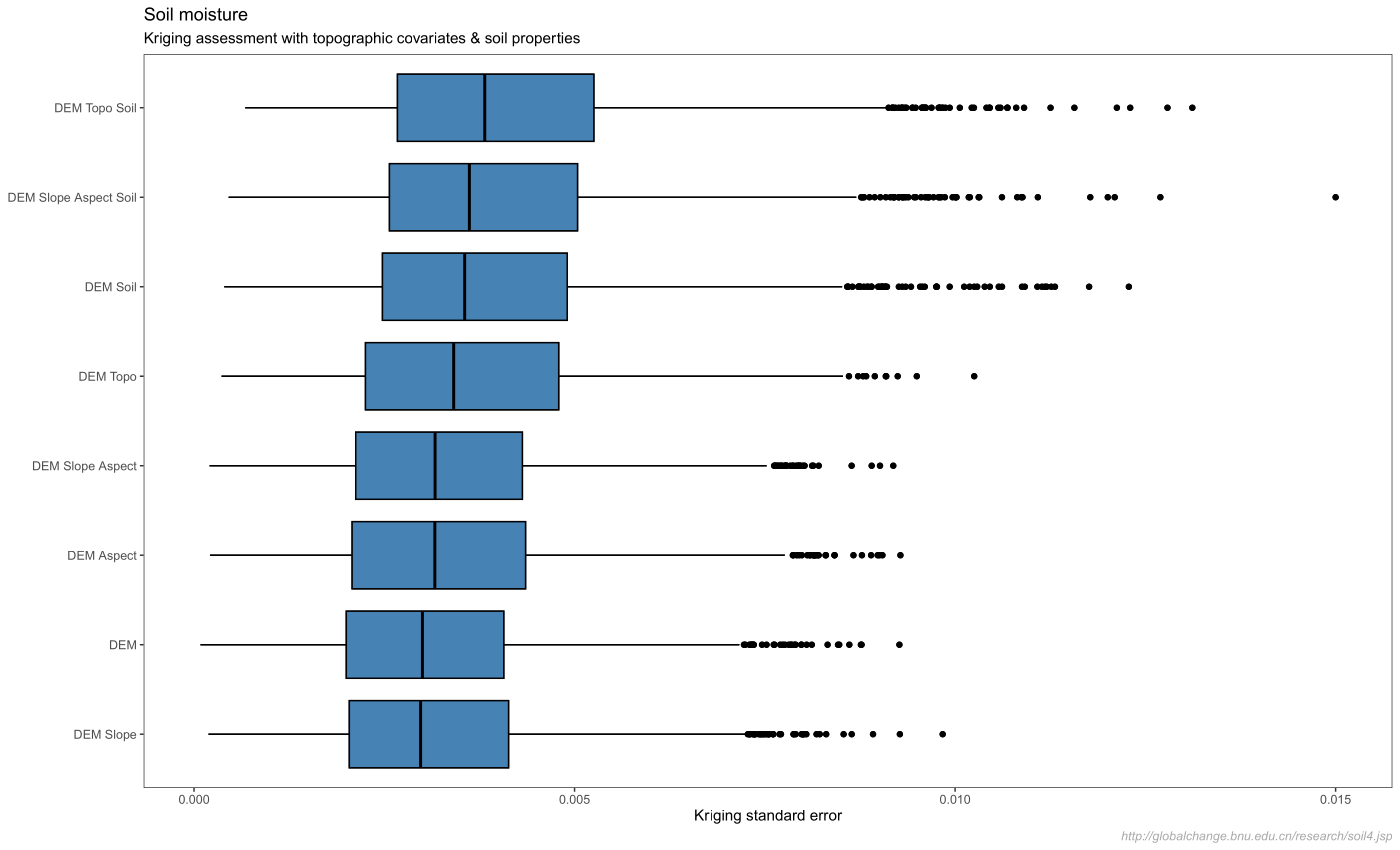 Soil moisture
Kriging assessment with topographic covariates & soil properties
DEM Topo Soil
DEM Slope Aspect Soil
DEM Soil
DEM Topo
DEM Slope Aspect
DEM Aspect
DEM
DEM Slope
0.000 0.005 0.010 0.015
Kriging standard error
http://globalchange.bnu.edu.cn/research/soil4.jsp